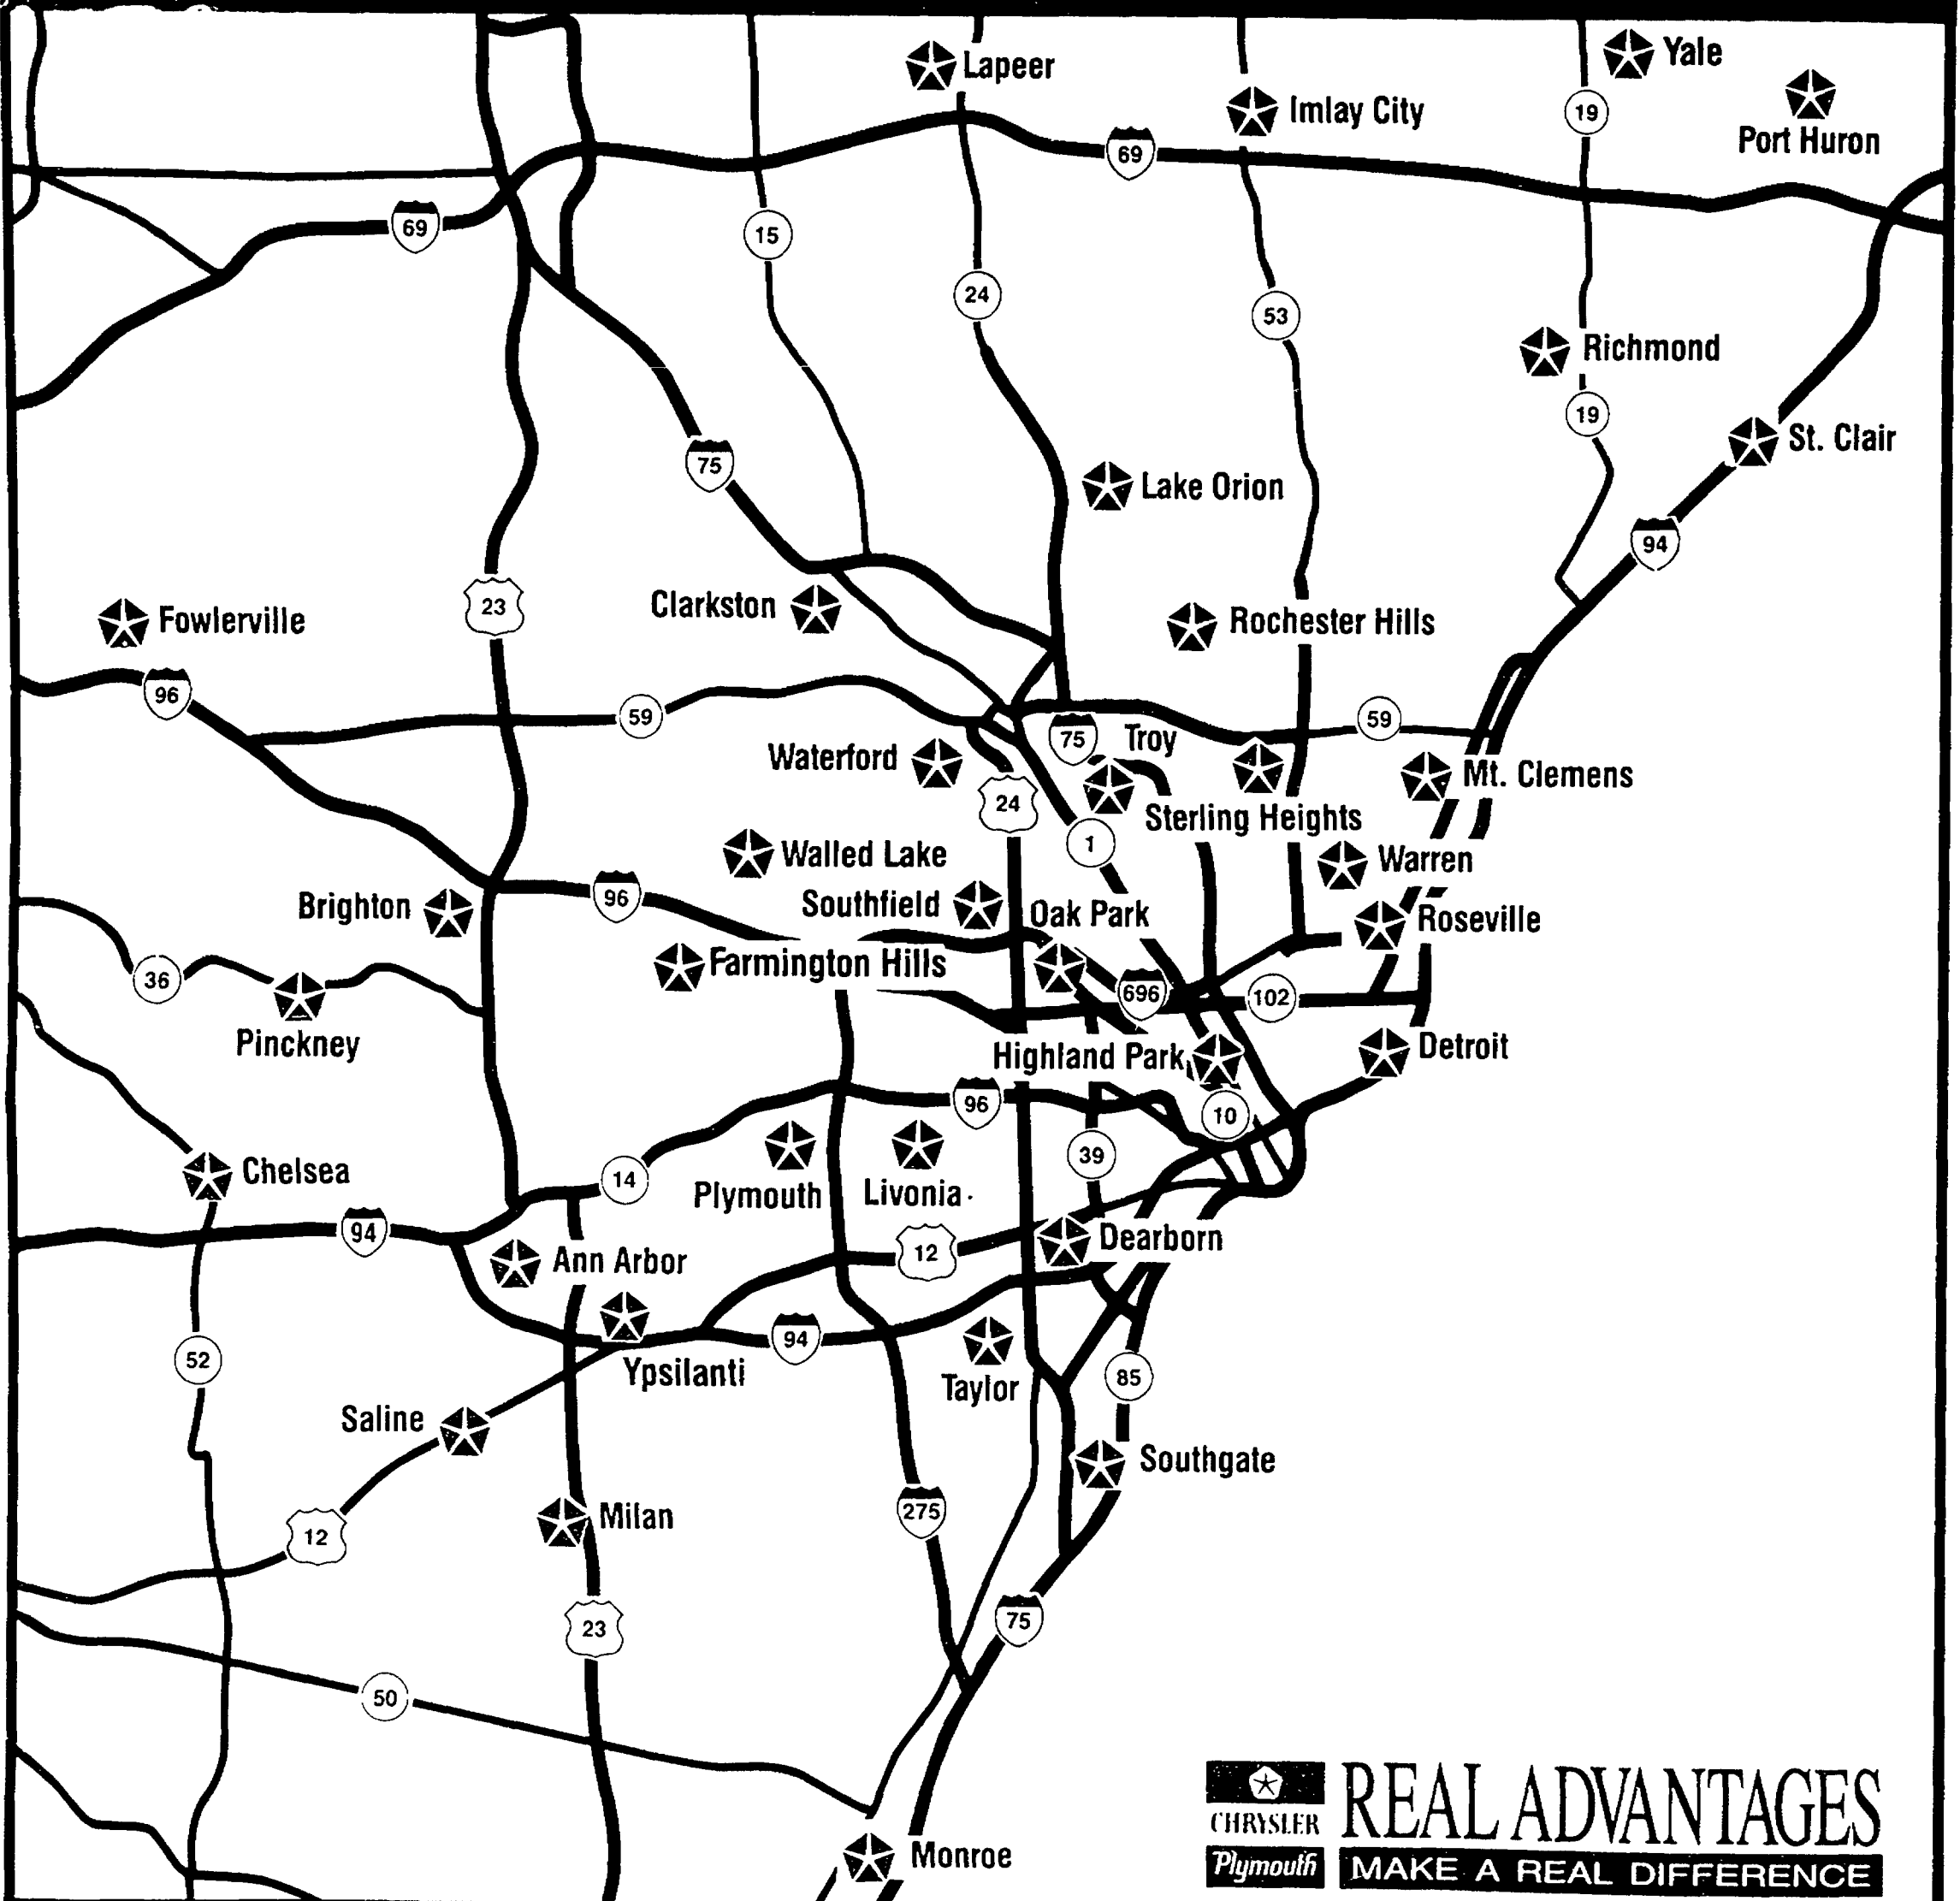 Lapeer
Yale
Imlay City
19
Port Huron
69
69
15
24
53
Richmond
19
St. Clair
75
Lake Orion
94
23
Clarkston
Fowlerville
Rochester Hills
96
59
59
75
Troy
Waterford
Mt. Clemens
24
Sterling Heights
1
Walled Lake
Warren
96
Southfield
Brighton
Oak Park
Roseville
Farmington Hills
36
696
102
Pinckney
Highland Park
Detroit
96
10
39
Chelsea
14
Plymouth
Livonia
94
12
Dearborn
Ann Arbor
94
52
Ypsilanti
85
Taylor
Saline
Southgate
275
Milan
12
75
23
50
REAL ADVANTAGES
CHRYSLER
Monroe
Plymouth
MAKE A REAL DIFFERENCE